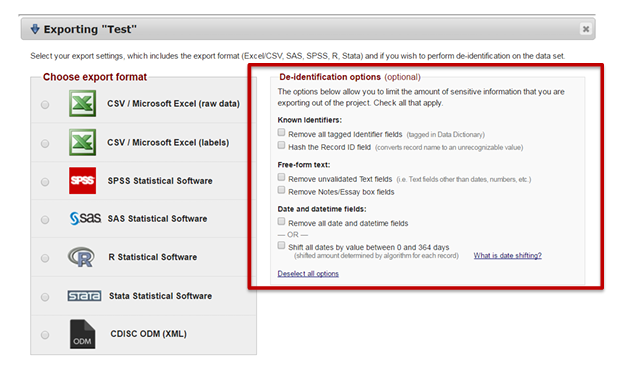 Exporting "Test"
Select your export settings, which includes the export format (Excel/CSV, SAS, SPSS, R, Stata) and if you wish to perform de-identification on the data set.
Choose export format
CSV / Microsoft Excel (raw data)
CSV / Microsoft Excel (labels)
SPSS
SPSS Statistical Software
sas
SAS Statistical Software
R
R Statistical Software
stata
Stata Statistical Software
ODM
CDISC ODM (XML)
De-identification options (optional)
The options below allow you to limit the amount of sensitive information that you are
exporting out of the project. Check all that apply.
Known Identifiers:
Remove all tagged Identifier fields (tagged in Data Dictionary)
Hash the Record ID field (converts record name to an unrecognizable value)
Free-form text:
Remove unvalidated Text fields (i.e. Text fields other than dates, numbers, etc.)
Remove Notes/Essay box fields
Date and datetime fields:
Remove all date and datetime fields
— OR —
Shift all dates by value between 0 and 364 days
(shifted amount determined by algorithm for each record) What is date shifting?
Deselect all options